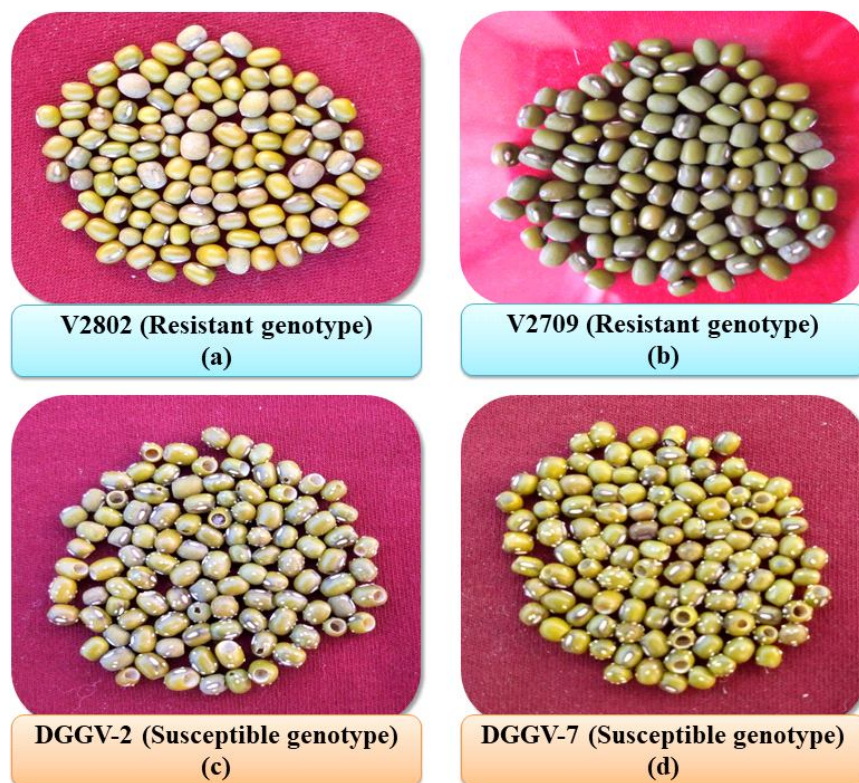 V2802 (Resistant genotype)
(a)
V2709 (Resistant genotype)
(b)
DGGV-2 (Susceptible genotype)
(c)
DGGV-7 (Susceptible genotype)
(d)